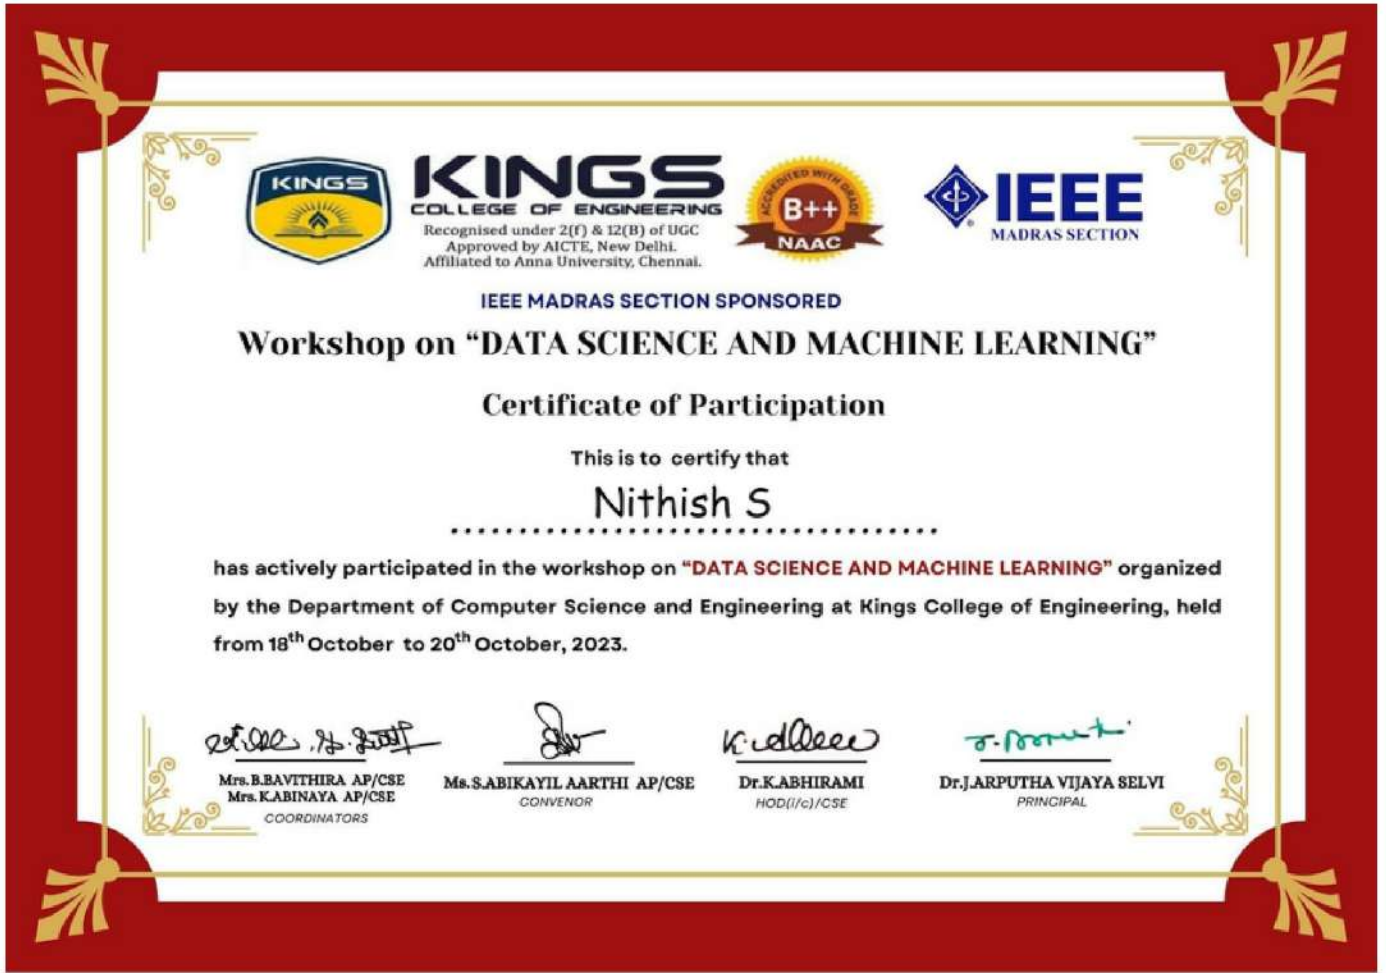 KINGS
KINGS
COLLEGE OF ENGINEERING
Recognised under 2(f) & 12(B) of UGC
Approved by AICTE, New Delhi.
Affiliated to Anna University, Chennai.
ACCREDITED WITH GRADE
B++
NAAC
IEEE
MADRAS SECTION
IEEE MADRAS SECTION SPONSORED
Workshop on “DATA SCIENCE AND MACHINE LEARNING”
Certificate of Participation
This is to certify that
Nithish S
has actively participated in the workshop on “DATA SCIENCE AND MACHINE LEARNING” organized
by the Department of Computer Science and Engineering at Kings College of Engineering, held
from 18th October to 20th October, 2023.
Mrs.B.BAVITHIRA AP/CSE
Mrs.K.ABINAYA AP/CSE
COORDINATORS
Ms.S.ABIKAYIL AARTHI AP/CSE
CONVENOR
Dr.K.ABHIRAMI
HOD(i/c)/CSE
Dr.J.ARPUTHA VIJAYA SELVI
PRINCIPAL